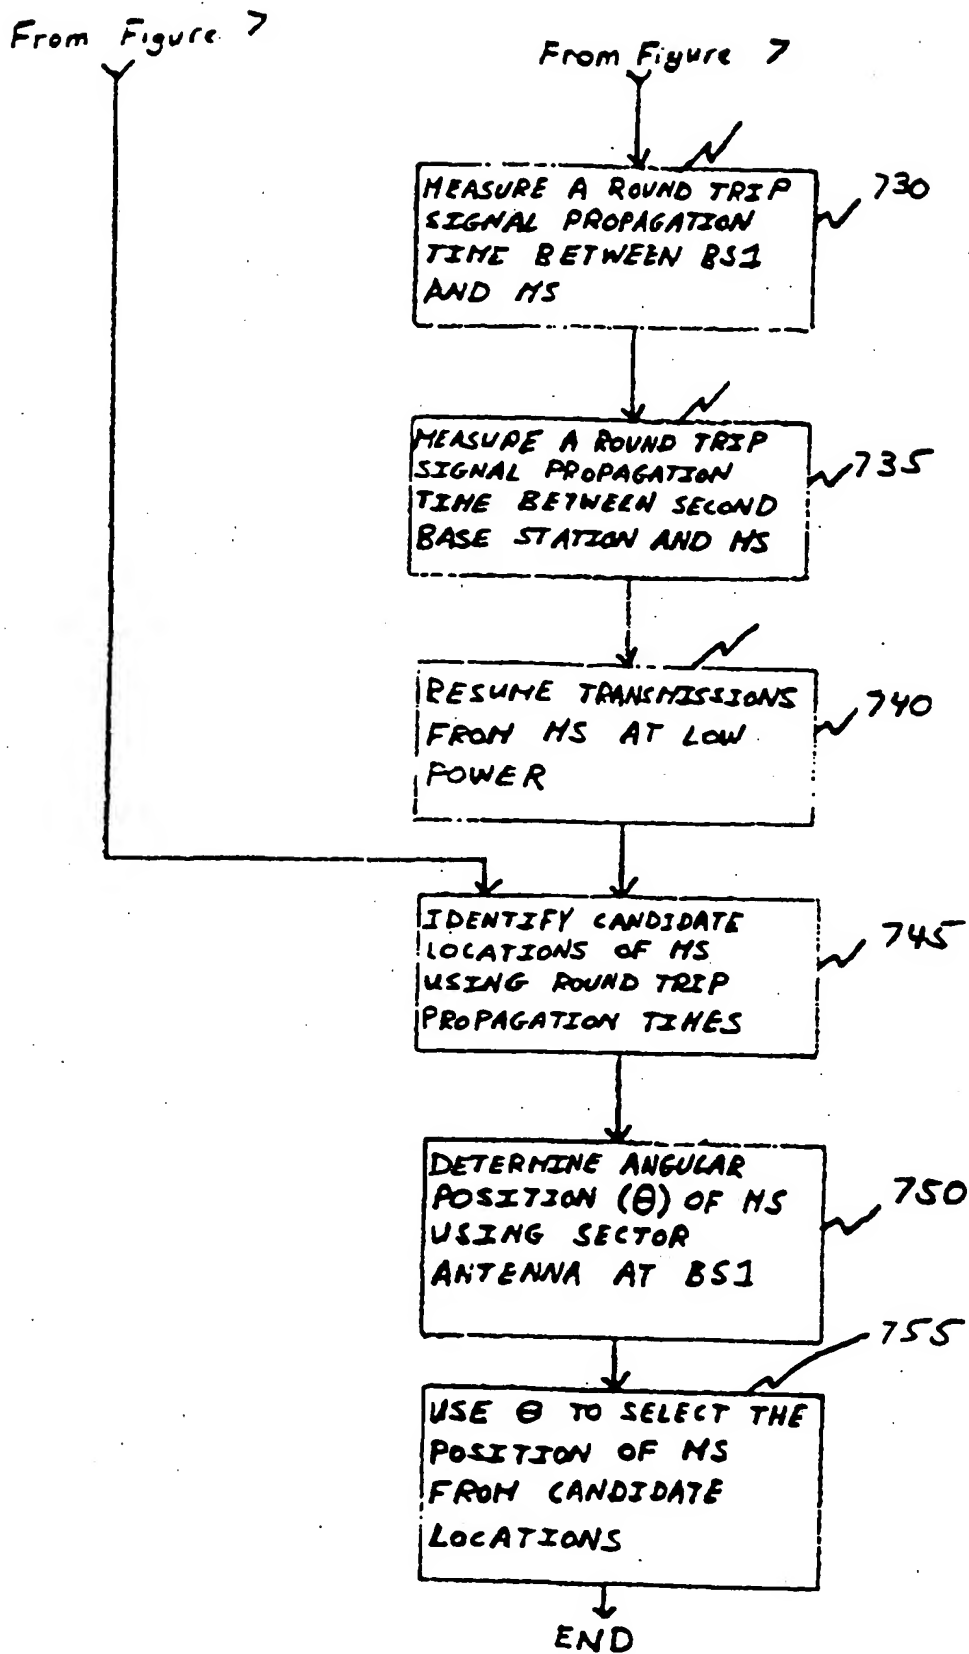 From Figure 7
From Figure 7
MEASURE A ROUND TRIP
SIGNAL PROPAGATION
TIME BETWEEN BS1
AND MS
730
MEASURE A ROUND TRIP
SIGNAL PROPAGATION
TIME BETWEEN SECOND
BASE STATION AND MS
735
RESUME TRANSMISSIONS
FROM MS AT LOW
POWER
740
IDENTIFY CANDIDATE
LOCATIONS OF MS
USING ROUND TRIP
PROPAGATION TIMES
745
DETERMINE ANGULAR
POSITION (θ) OF MS
USING SECTOR
ANTENNA AT BS1
750
755
USE θ TO SELECT THE
POSITION OF MS
FROM CANDIDATE
LOCATIONS
END